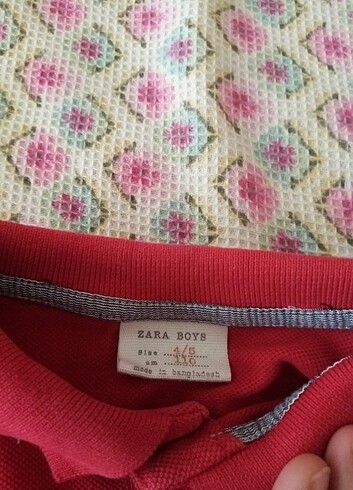 ZARA BOYS
Size 4/5
cm 110
made in bangladesh